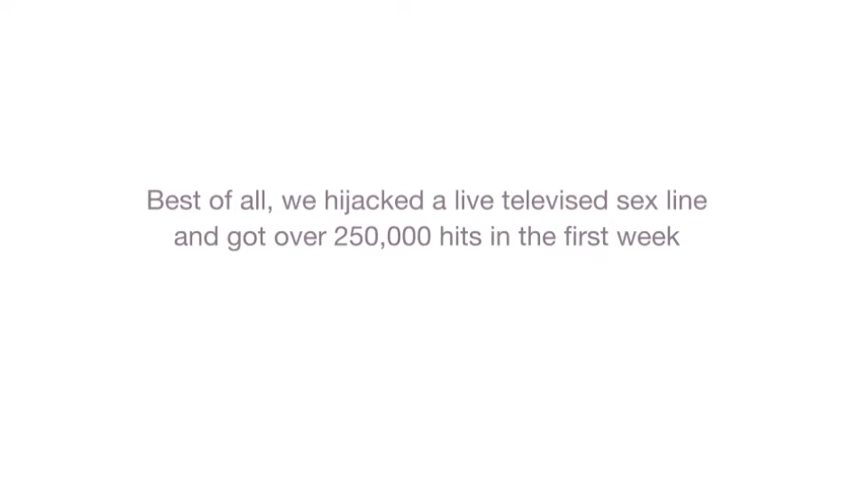 Best of all, we hijacked a live televised sex line
and got over 250,000 hits in the first week